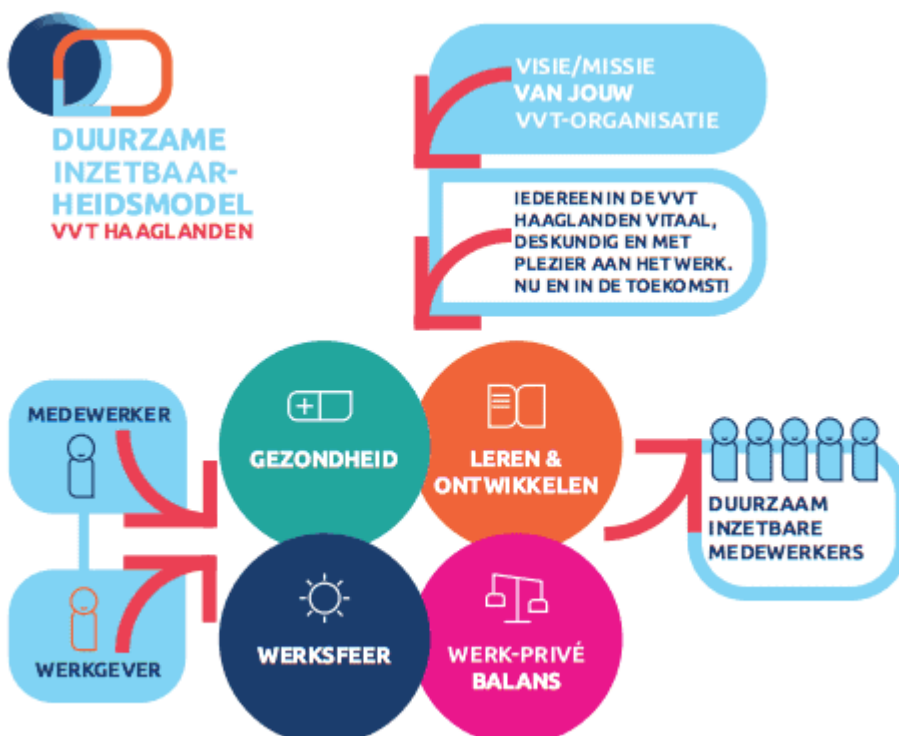 DUURZAME
INZETBAAR-
HEIDSMODEL
VVT HAAGLANDEN
VISIE/MISSIE
VAN JOUW
VVT-ORGANISATIE
IEDEREEN IN DE VVT
HAAGLANDEN VITAAL,
DESKUNDIG EN MET
PLEZIER AAN HET WERK.
NU EN IN DE TOEKOMST!
MEDEWERKER
WERKGEVER
GEZONDHEID
LEREN &
ONTWIKKELEN
WERKSFEER
WERK-PRIVÉ
BALANS
DUURZAAM
INZETBARE
MEDEWERKERS